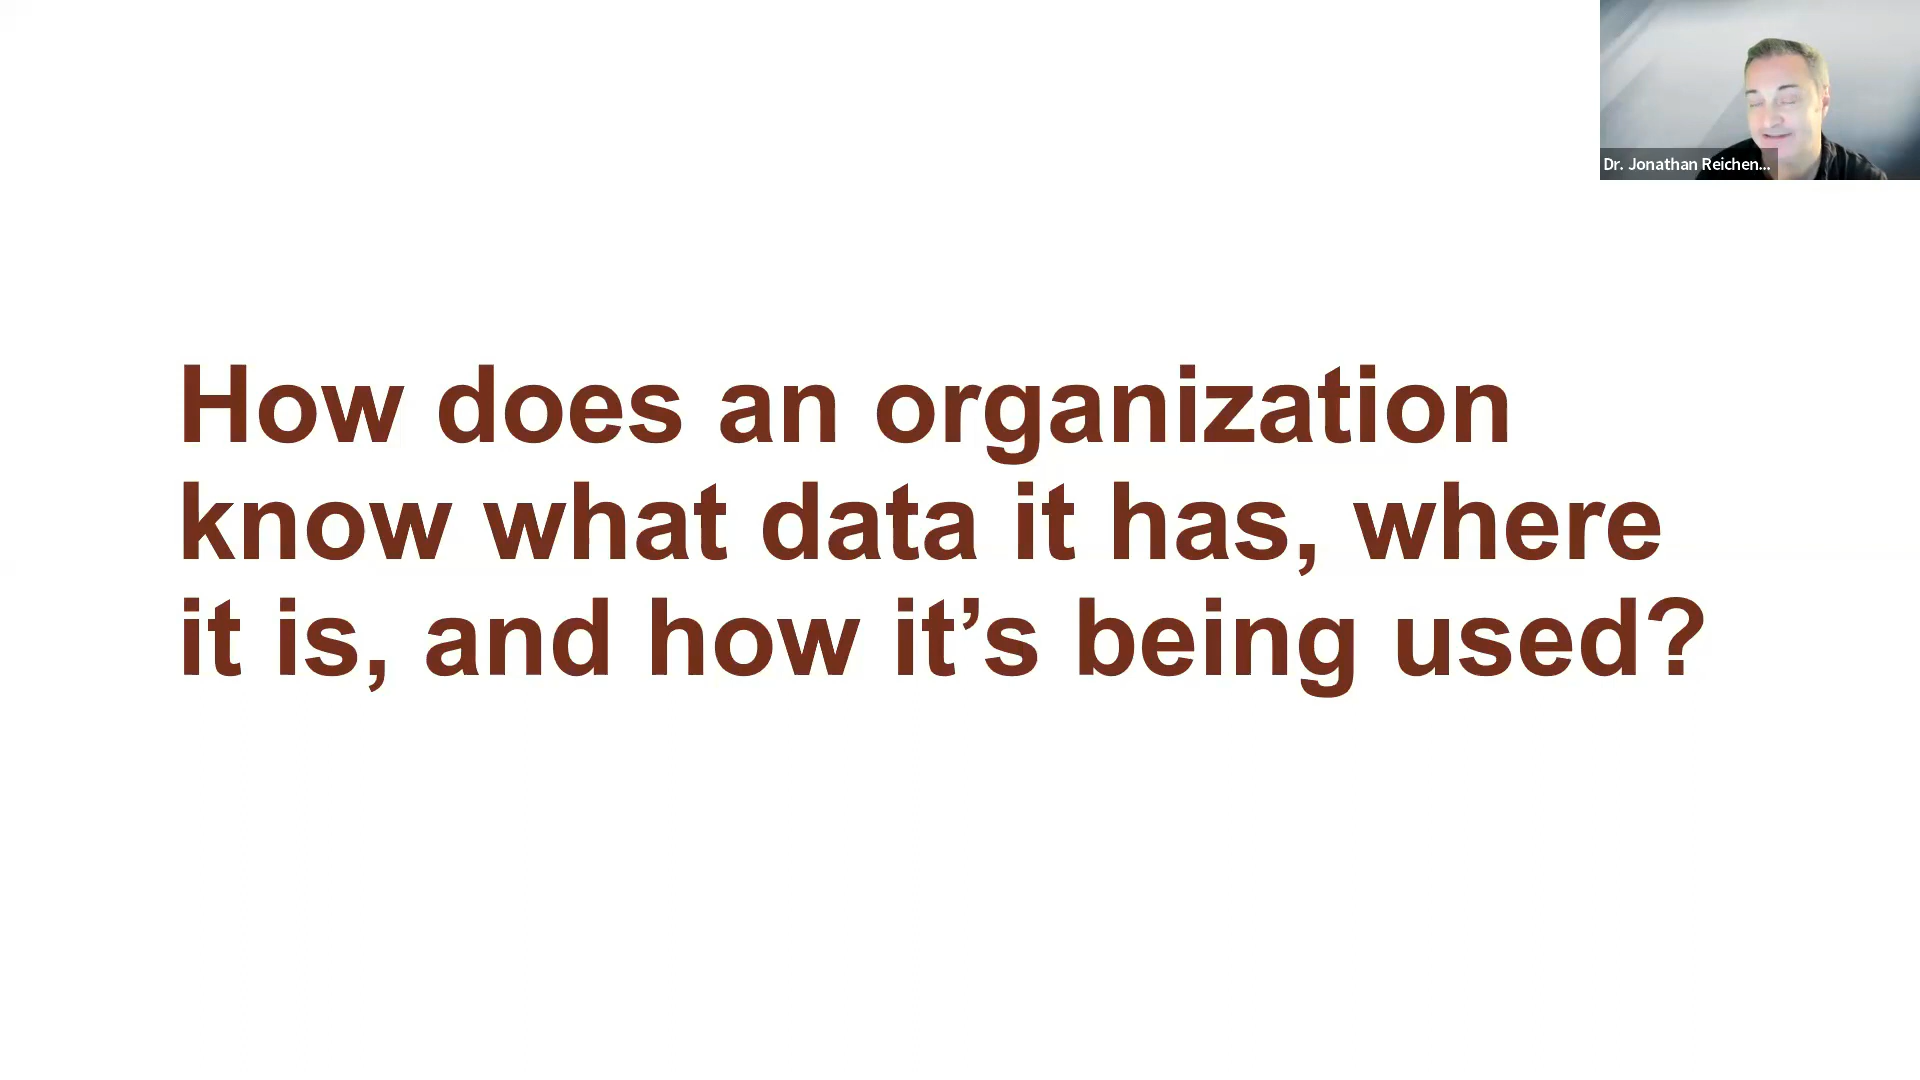 Dr. Jonathan Reichen...
How does an organization
know what data it has, where
it is, and how it’s being used?